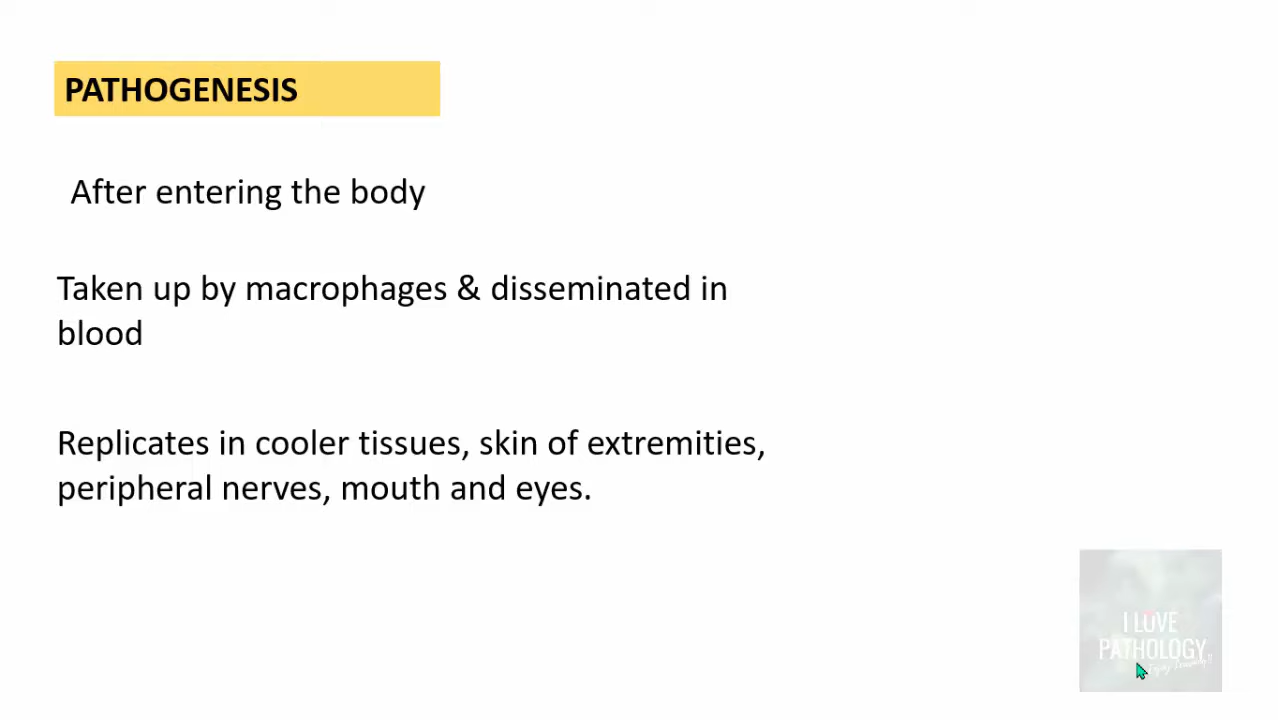 PATHOGENESIS
After entering the body
Taken up by macrophages & disseminated in
blood
Replicates in cooler tissues, skin of extremities,
peripheral nerves, mouth and eyes.
I LOVE
PATHOLOGY